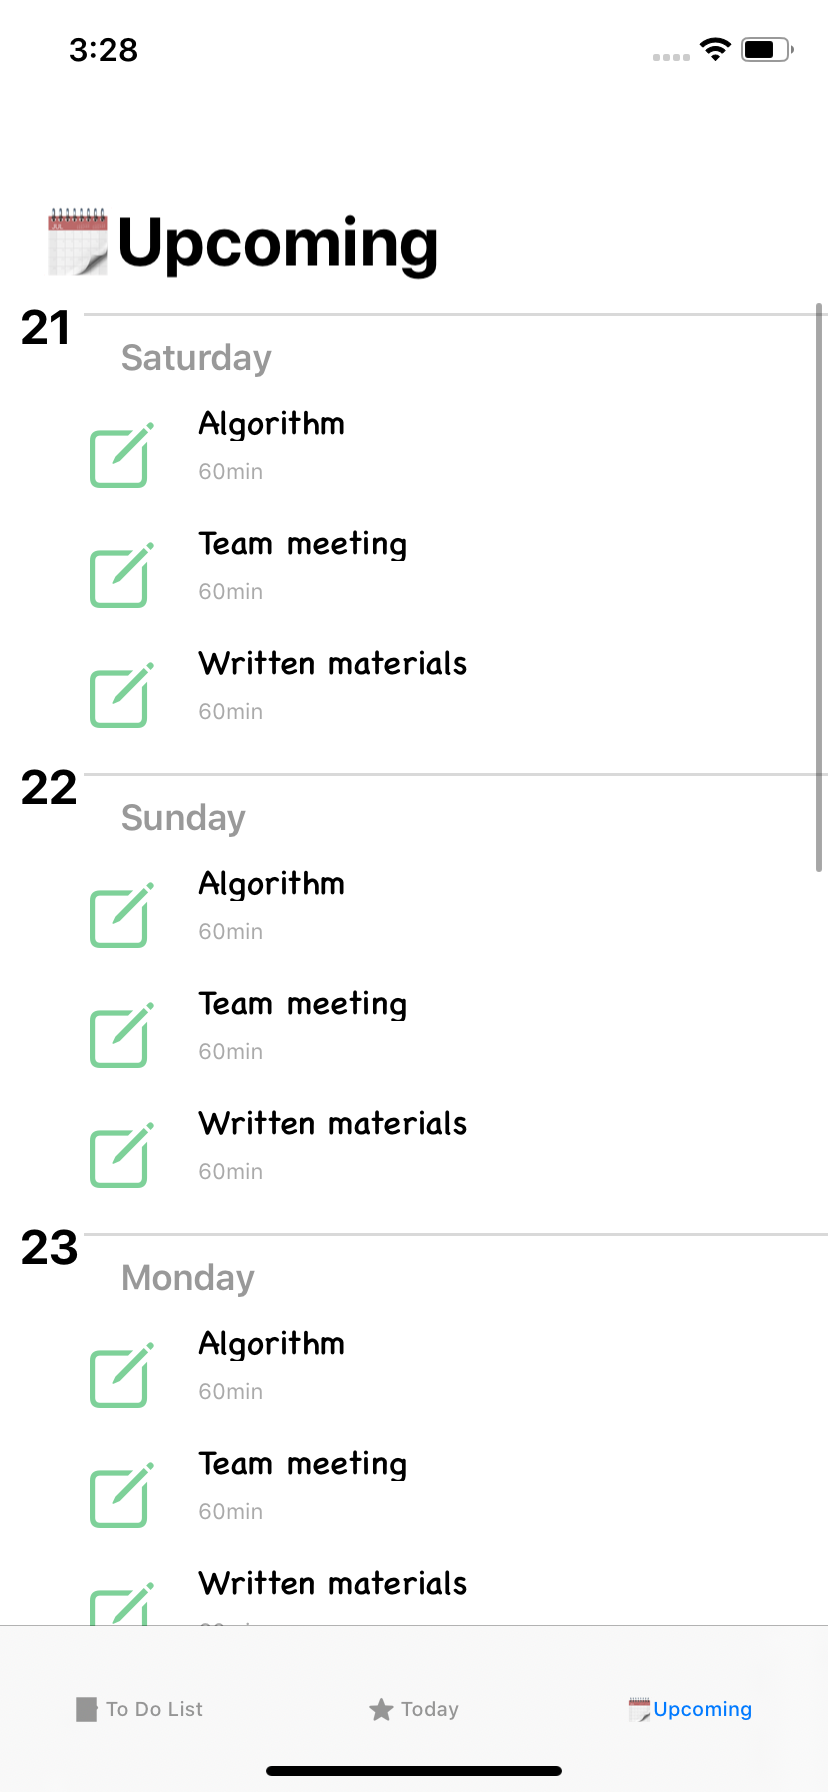 3:28
Upcoming
21
Saturday
Algorithm
60min
Team meeting
60min
Written materials
60min
22
Sunday
Algorithm
60min
Team meeting
60min
Written materials
60min
23
Monday
Algorithm
60min
Team meeting
60min
Written materials
To Do List
Today
Upcoming